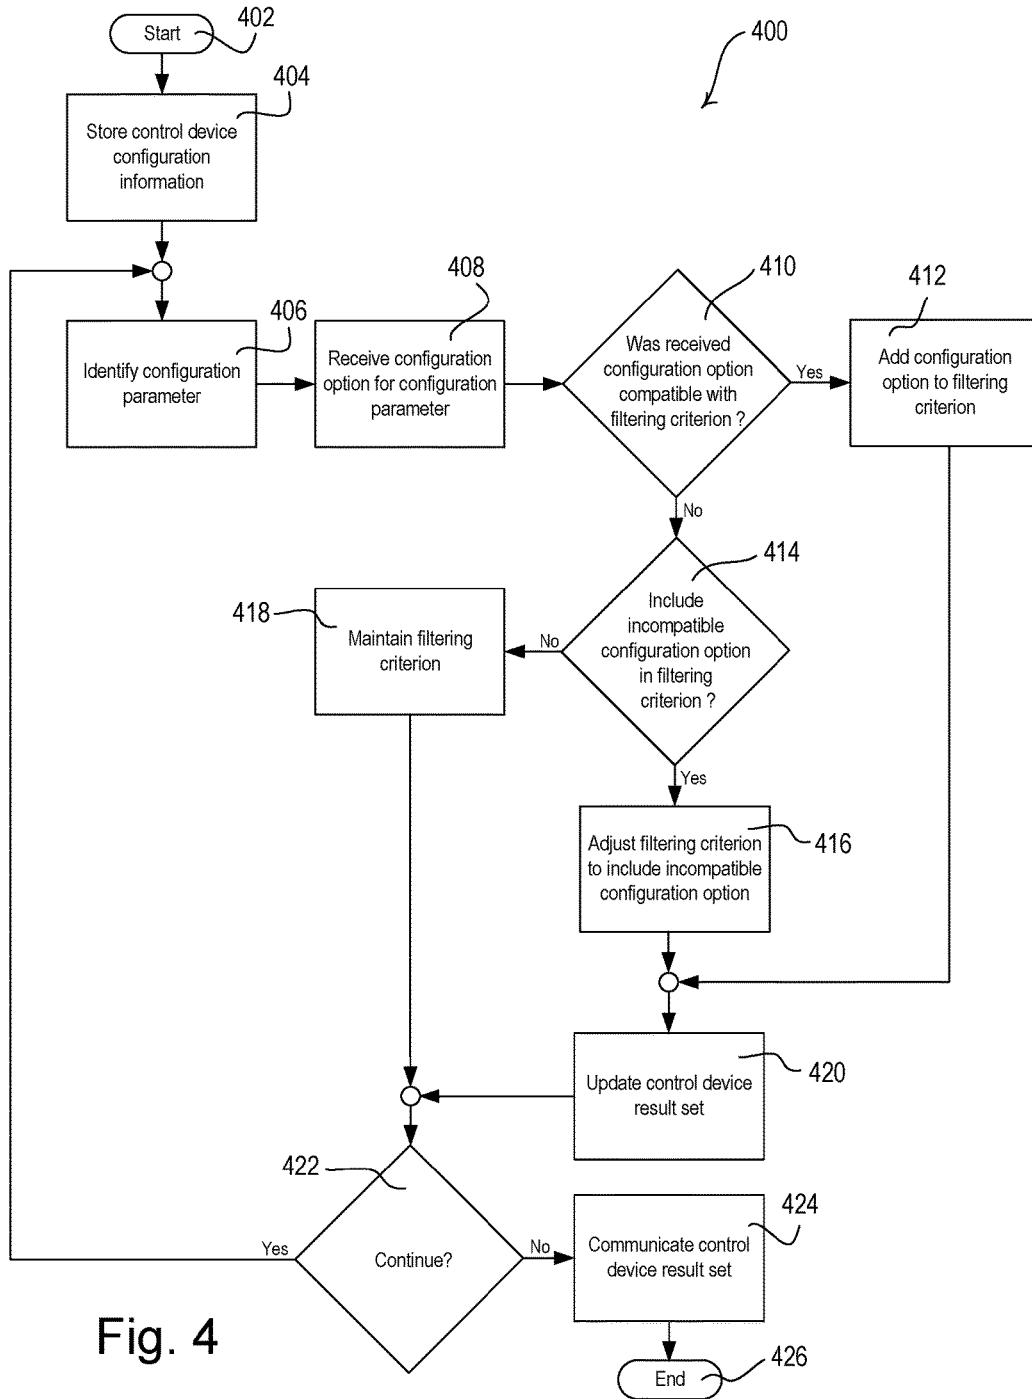 Start
402
400
404
Store control device
configuration
information
406
Identify configuration
parameter
408
Receive configuration
option for configuration
parameter
410
Was received
configuration option
compatible with
filtering criterion ?
Yes
412
Add configuration
option to filtering
criterion
No
414
Include
incompatible
configuration option
in filtering
criterion ?
No
418
Maintain filtering
criterion
Yes
416
Adjust filtering criterion
to include incompatible
configuration option
420
Update control device
result set
422
Continue?
Yes
No
424
Communicate control
device result set
426
End
Fig. 4